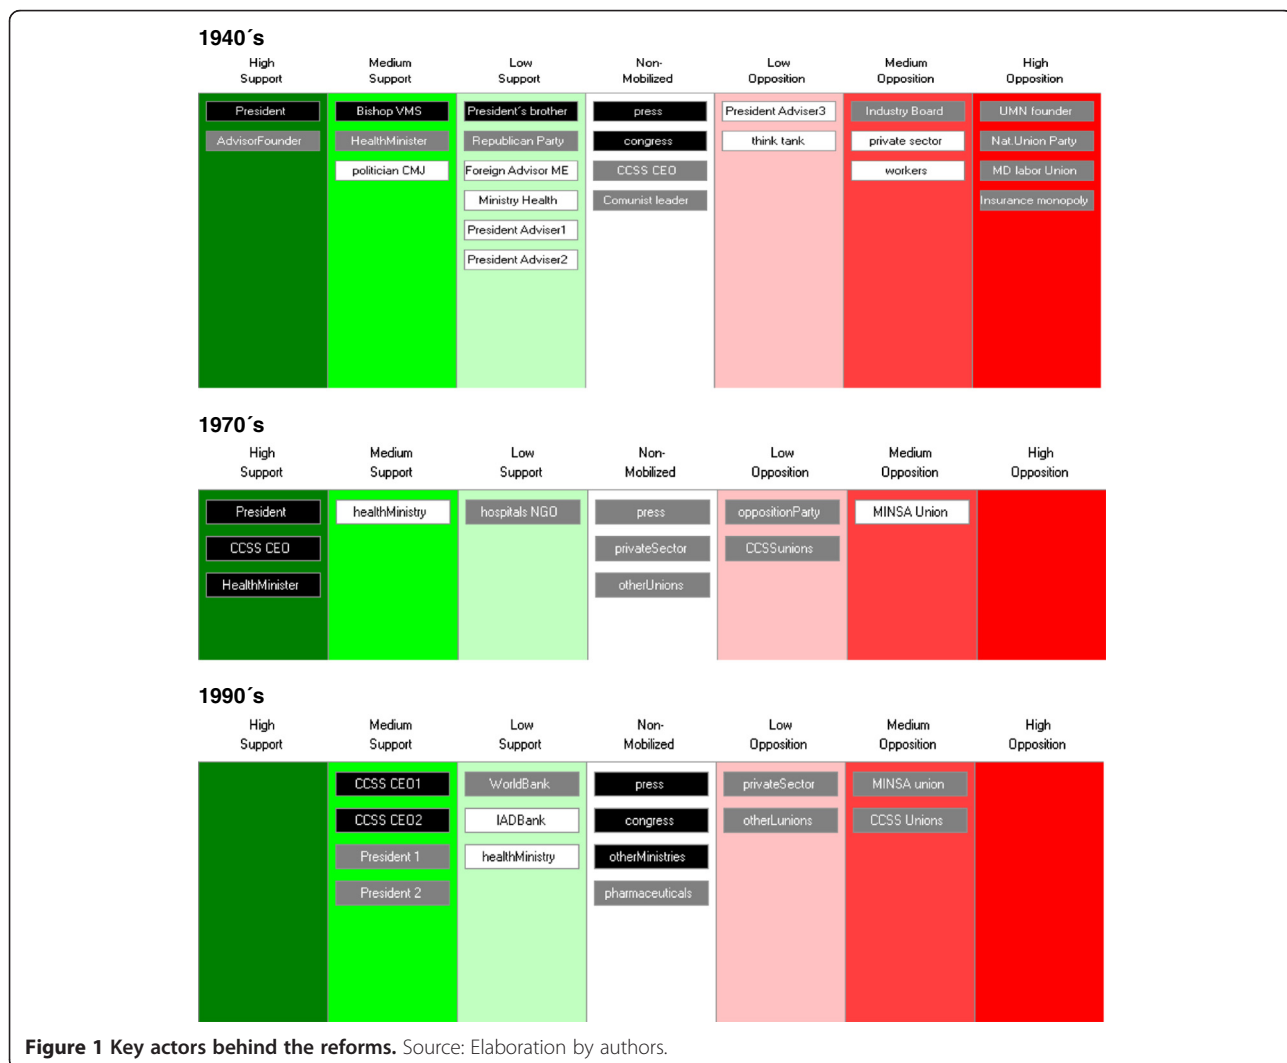 1940´s
High Support
Medium Support
Low Support
Non-Mobilized
Low Opposition
Medium Opposition
High Opposition
President
AdvisorFounder
Bishop VMS
HealthMinister
politician CMJ
President´s brother
Republican Party
Foreign Advisor ME
Ministry Health
President Adviser1
President Adviser2
press
congress
CCSS CEO
Comunist leader
President Adviser3
think tank
Industry Board
private sector
workers
UMN founder
Nat.Union Party
MD labor Union
Insurance monopoly
1970´s
High Support
Medium Support
Low Support
Non-Mobilized
Low Opposition
Medium Opposition
High Opposition
President
CCSS CEO
HealthMinister
healthMinistry
hospitals NGO
press
privateSector
otherUnions
oppositionParty
CCSSunions
MINSA Union
1990´s
High Support
Medium Support
Low Support
Non-Mobilized
Low Opposition
Medium Opposition
High Opposition
CCSS CEO1
CCSS CEO2
President 1
President 2
WorldBank
IADBank
healthMinistry
press
congress
otherMinistries
pharmaceuticals
privateSector
otherLunions
MINSA union
CCSS Unions
Figure 1 Key actors behind the reforms. Source: Elaboration by authors.